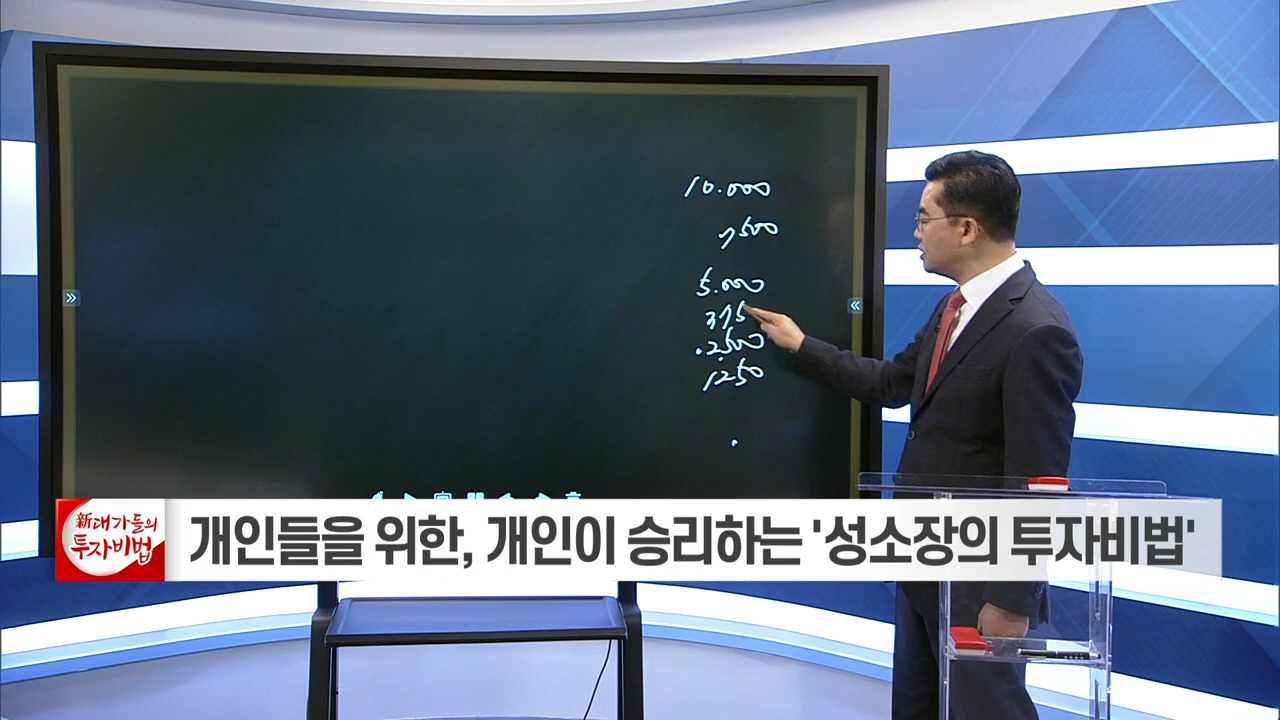 10.000
7500
5.000
375
.2500
1250
新대가들의
투자비법
개인들을 위한, 개인이 승리하는 '성소장의 투자비법'